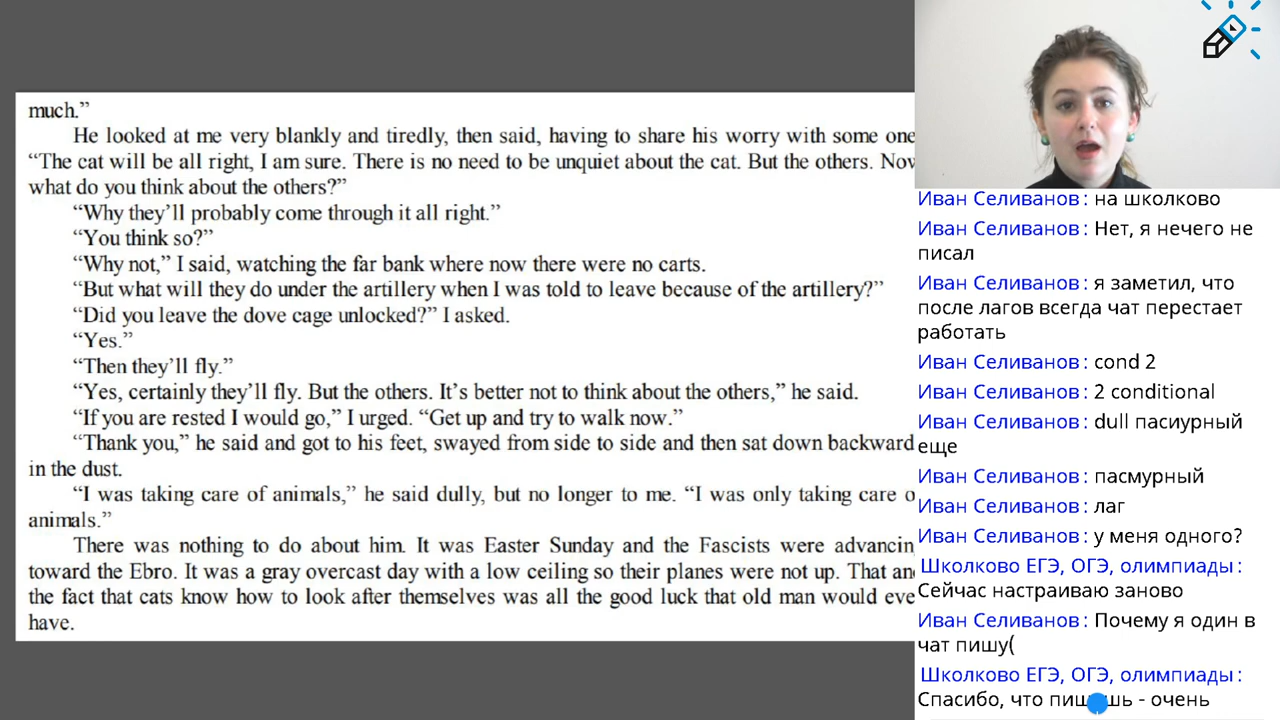 much.”
He looked at me very blankly and tiredly, then said, having to share his worry with some one
“The cat will be all right, I am sure. There is no need to be unquiet about the cat. But the others. Nov
what do you think about the others?”
“Why they’ll probably come through it all right.”
“You think so?”
“Why not,” I said, watching the far bank where now there were no carts.
“But what will they do under the artillery when I was told to leave because of the artillery?”
“Did you leave the dove cage unlocked?” I asked.
“Yes.”
“Then they’ll fly.”
“Yes, certainly they’ll fly. But the others. It’s better not to think about the others,” he said.
“If you are rested I would go,” I urged. “Get up and try to walk now.”
“Thank you,” he said and got to his feet, swayed from side to side and then sat down backward
in the dust.
“I was taking care of animals,” he said dully, but no longer to me. “I was only taking care o
animals.”
There was nothing to do about him. It was Easter Sunday and the Fascists were advancin
toward the Ebro. It was a gray overcast day with a low ceiling so their planes were not up. That an
the fact that cats know how to look after themselves was all the good luck that old man would eve
have.
Иван Селиванов: на школково
Иван Селиванов: Нет, я нечего не
писал
Иван Селиванов: я заметил, что
после лагов всегда чат перестает
работать
Иван Селиванов: cond 2
Иван Селиванов: 2 conditional
Иван Селиванов: dull пасиурный
еще
Иван Селиванов: пасмурный
Иван Селиванов: лаг
Иван Селиванов: у меня одного?
Школково ЕГЭ, ОГЭ, олимпиады:
Сейчас настраиваю заново
Иван Селиванов: Почему я один в
чат пишу(
Школково ЕГЭ, ОГЭ, олимпиады:
Спасибо, что - очень